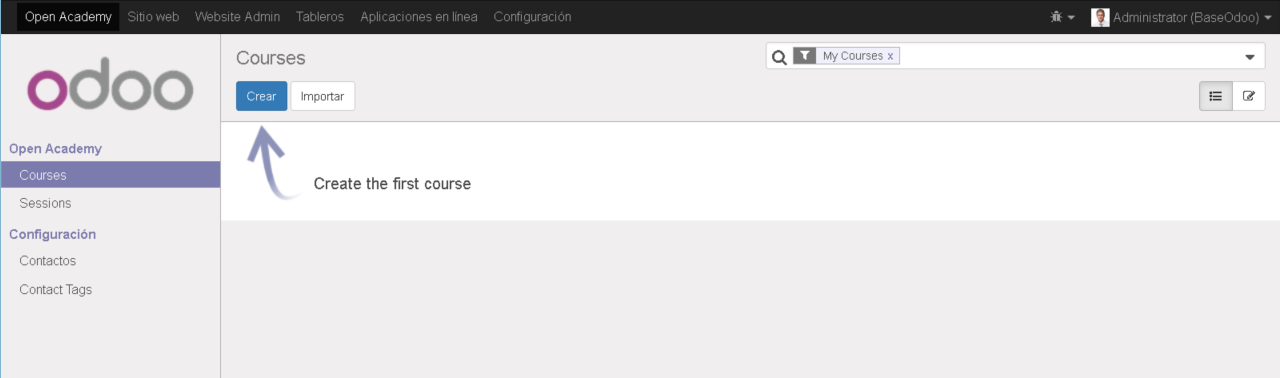 Open Academy Sitio web Website Admin Tableros Aplicaciones en línea Configuración Administrator (BaseOdoo)
odoo
Courses
My Courses x
Crear Importar
Open Academy
Courses
Sessions
Configuración
Contactos
Contact Tags
Create the first course